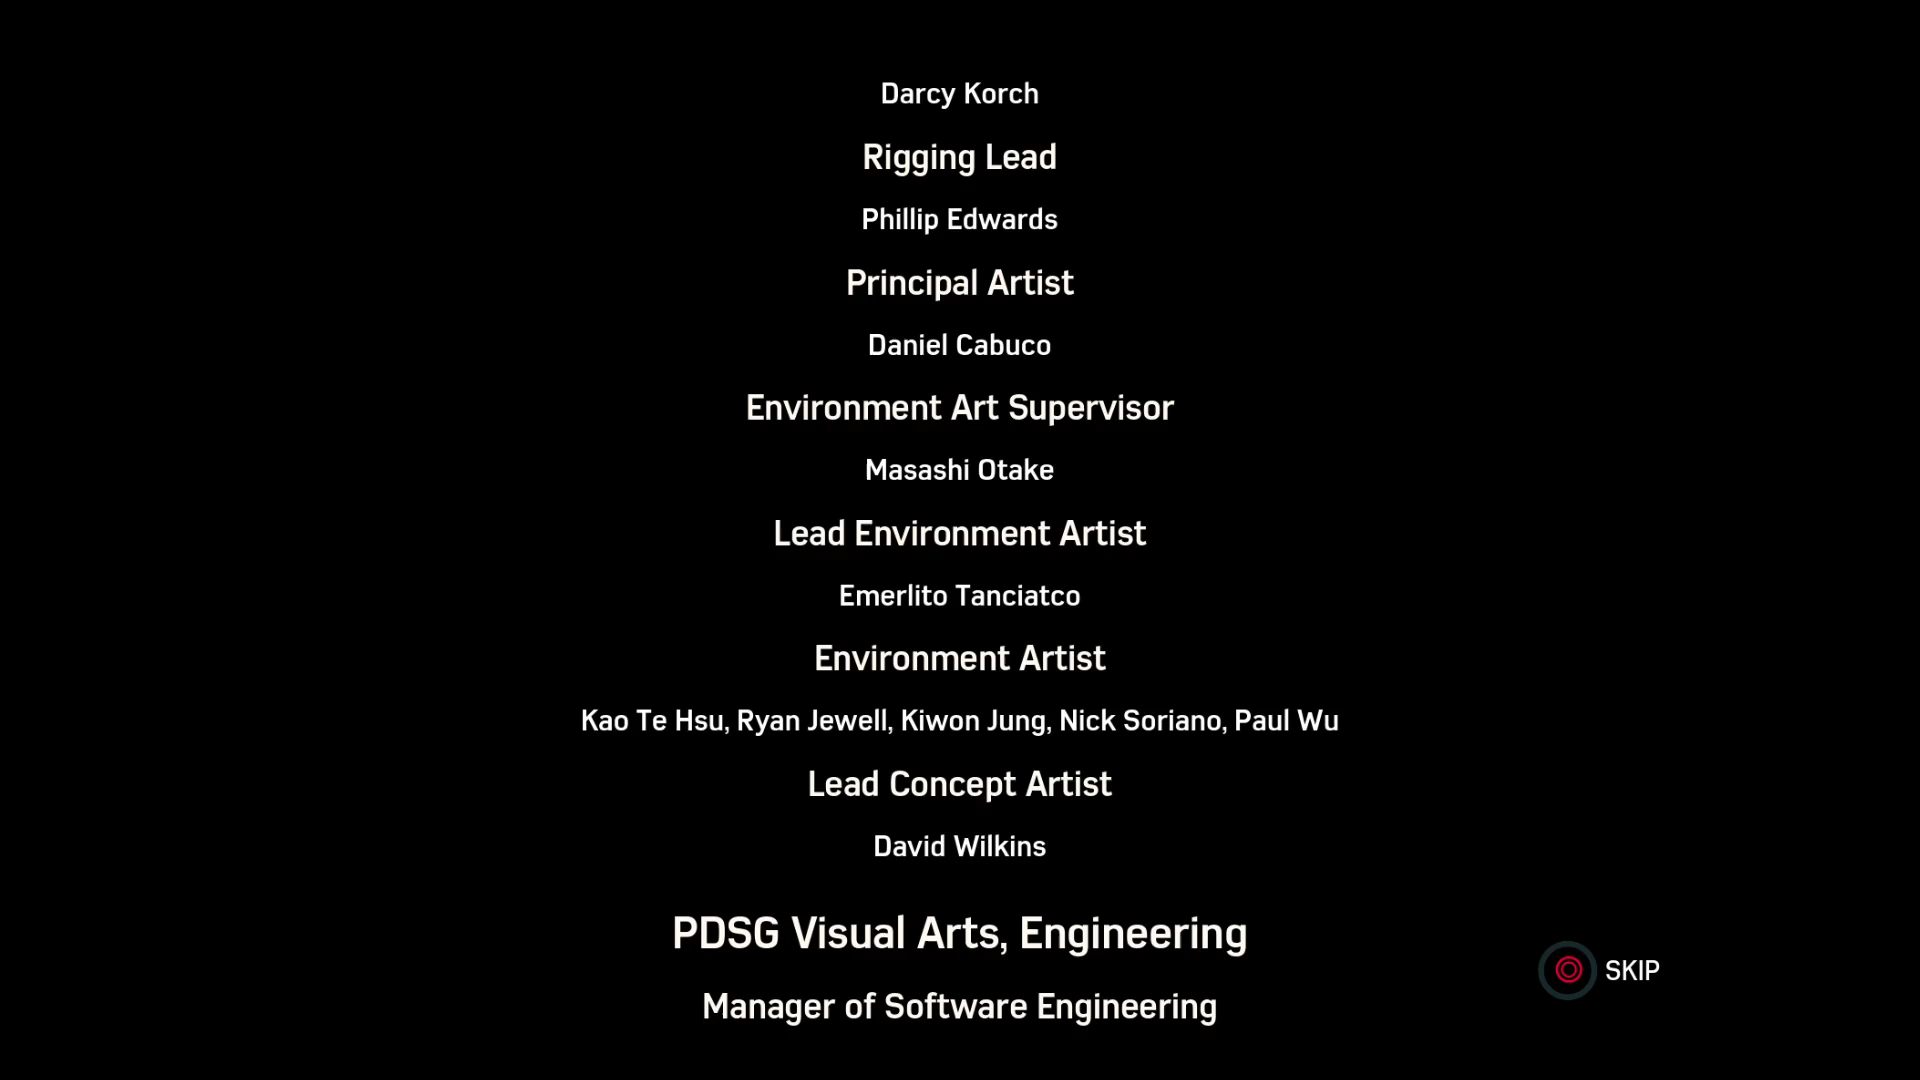 Darcy Korch
Rigging Lead
Phillip Edwards
Principal Artist
Daniel Cabuco
Environment Art Supervisor
Masashi Otake
Lead Environment Artist
Emerlito Tanciatco
Environment Artist
Kao Te Hsu, Ryan Jewell, Kiwon Jung, Nick Soriano, Paul Wu
Lead Concept Artist
David Wilkins
PDSG Visual Arts, Engineering
SKIP
Manager of Software Engineering